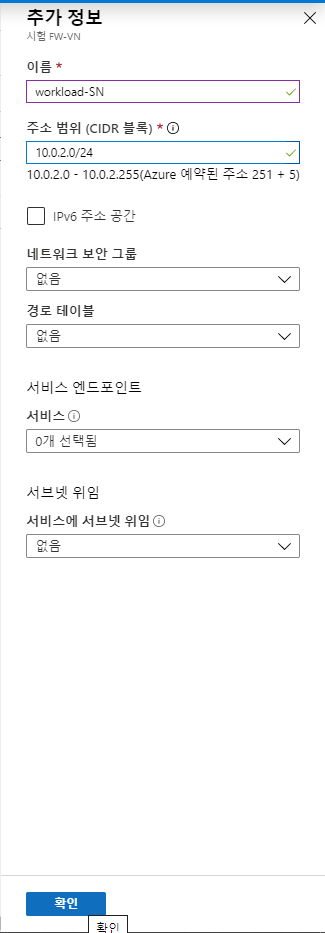 추가 정보
시험 FW-VN
이름 *
workload-SN
주소 범위 (CIDR 블록) *
10.0.2.0/24
10.0.2.0 - 10.0.2.255(Azure 예약된 주소 251 + 5)
IPv6 주소 공간
네트워크 보안 그룹
없음
경로 테이블
없음
서비스 엔드포인트
서비스
0개 선택됨
서브넷 위임
서비스에 서브넷 위임
없음
확인
확인